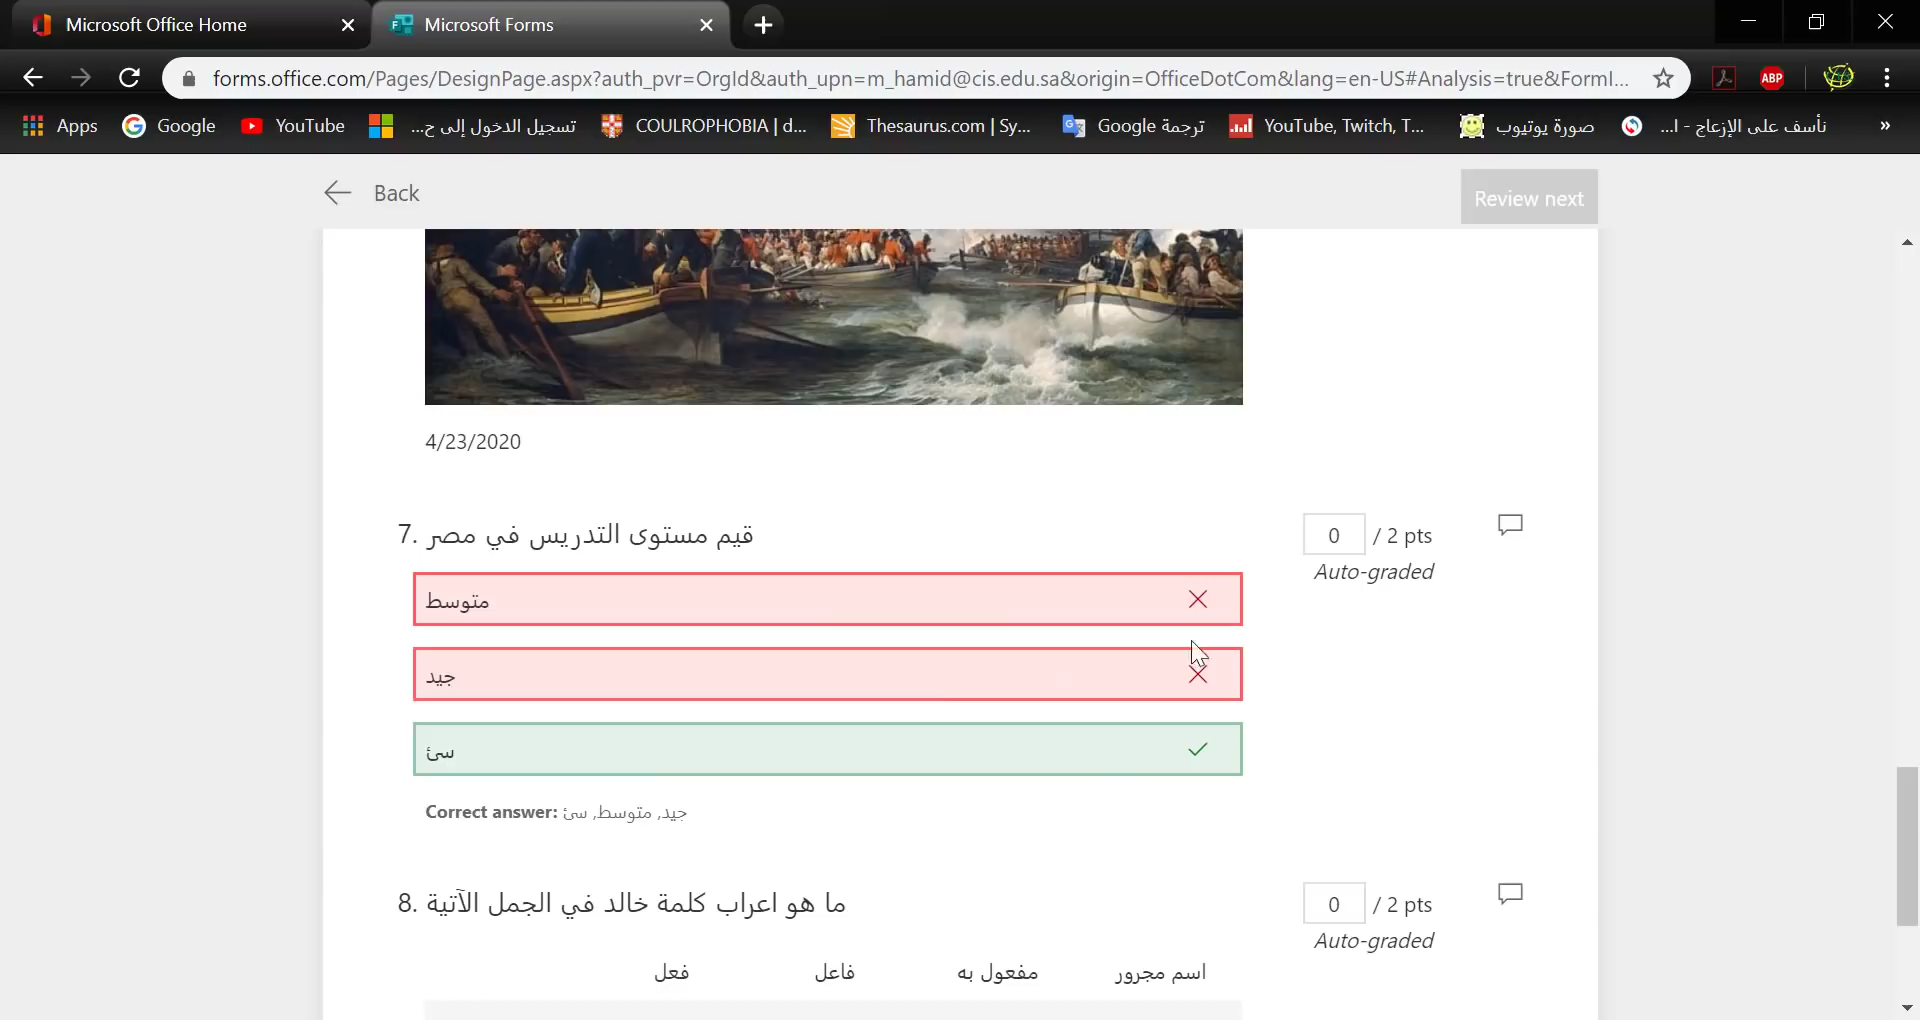 Microsoft Office Home
Microsoft Forms
forms.office.com/Pages/DesignPage.aspx?auth_pvr=OrgId&auth_upn=m_hamid@cis.edu.sa&origin=OfficeDotCom&lang=en-US#Analysis=true&FormI...
ABP
Apps
Google
YouTube
تسجيل الدخول إلى ح...
COULROPHOBIA | d...
Thesaurus.com | Sy...
ترجمة Google
YouTube, Twitch, T...
صورة يوتيوب
نأسف على الإزعاج - ا...
»
Back
Review next
4/23/2020
7. قيم مستوى التدريس في مصر
0 / 2 pts
Auto-graded
متوسط
جيد
سئ
Correct answer: جيد, متوسط, سئ
8. ما هو اعراب كلمة خالد في الجمل الآتية
0 / 2 pts
Auto-graded
فعل فاعل مفعول به اسم مجرور